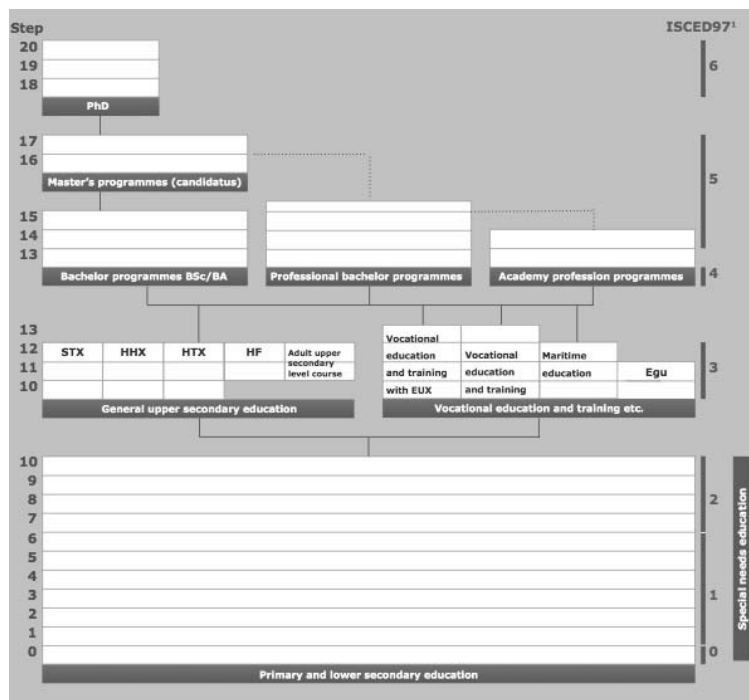 Step
ISCED97¹
20
19
18
6
PhD
17
16
5
Master's programmes (candidatus)
15
14
13
Bachelor programmes BSc/BA
Professional bachelor programmes
Academy profession programmes
4
13
12
11
10
STX
HHX
HTX
HF
Adult upper
secondary
level course
Vocational
education
and training
with EUX
Vocational
education
and training
Maritime
education
Egu
3
General upper secondary education
Vocational education and training etc.
10
9
8
7
6
5
4
3
2
1
0
2
1
0
Special needs education
Primary and lower secondary education